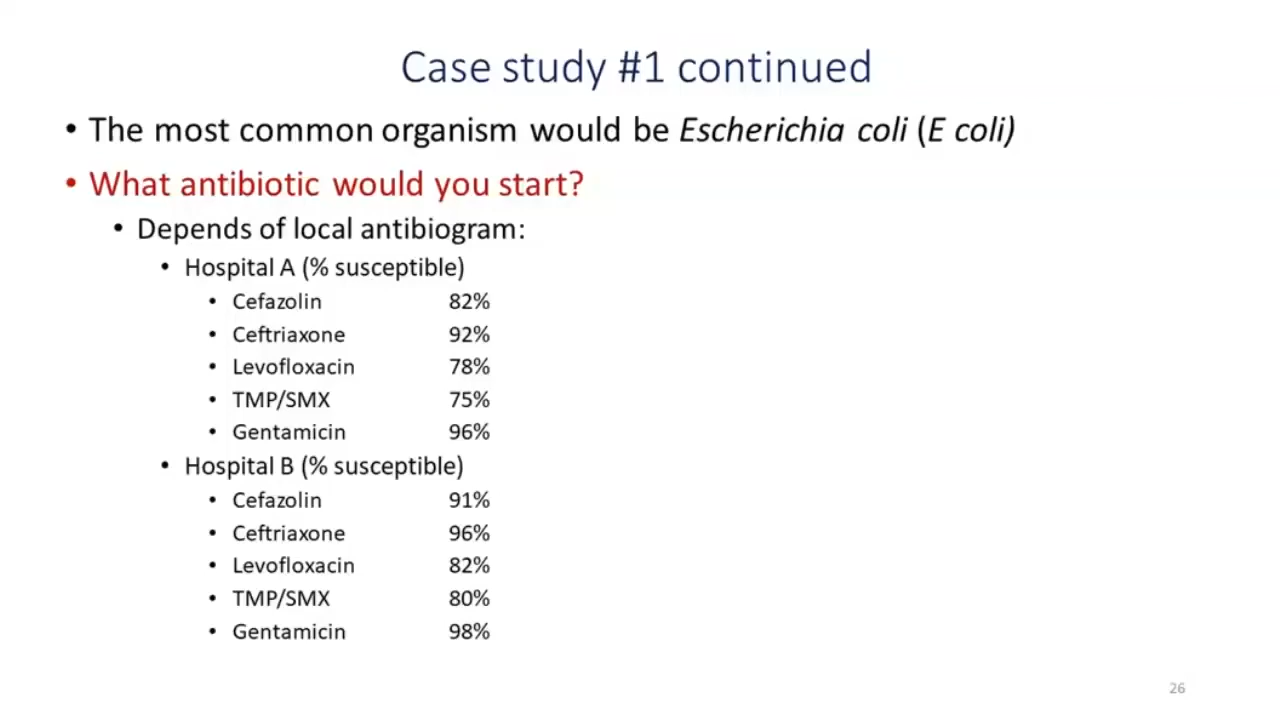 Case study #1 continued
• The most common organism would be Escherichia coli (E coli)
• What antibiotic would you start?
• Depends of local antibiogram:
• Hospital A (% susceptible)
• Cefazolin 82%
• Ceftriaxone 92%
• Levofloxacin 78%
• TMP/SMX 75%
• Gentamicin 96%
• Hospital B (% susceptible)
• Cefazolin 91%
• Ceftriaxone 96%
• Levofloxacin 82%
• TMP/SMX 80%
• Gentamicin 98%
26